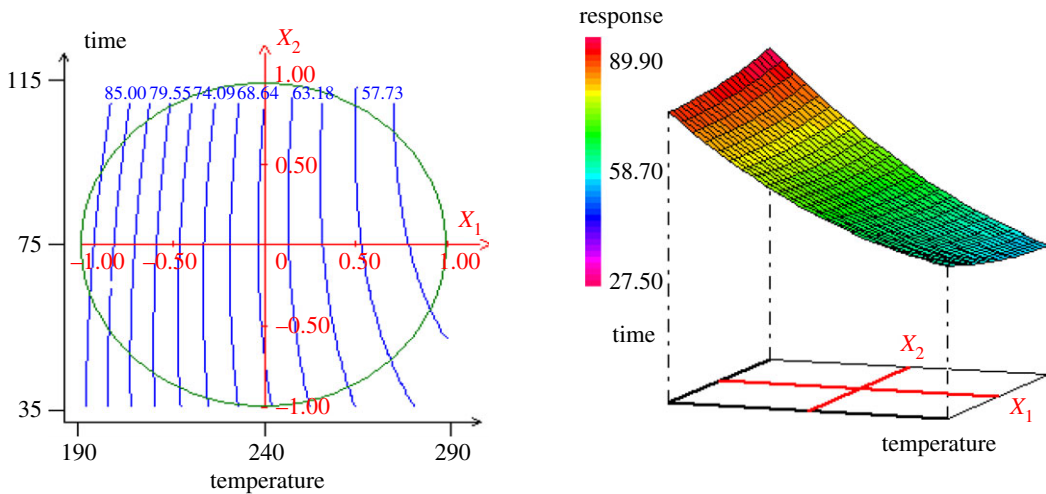 time
X2
115
1.00
85.00 79.55 74.09 68.64 63.18 57.73
0.50
X1
75
–1.00 –0.50 0 0.50 1.00
–0.50
35
–1.00
190 240 290
temperature
response
89.90
58.70
27.50
time
X2
X1
temperature